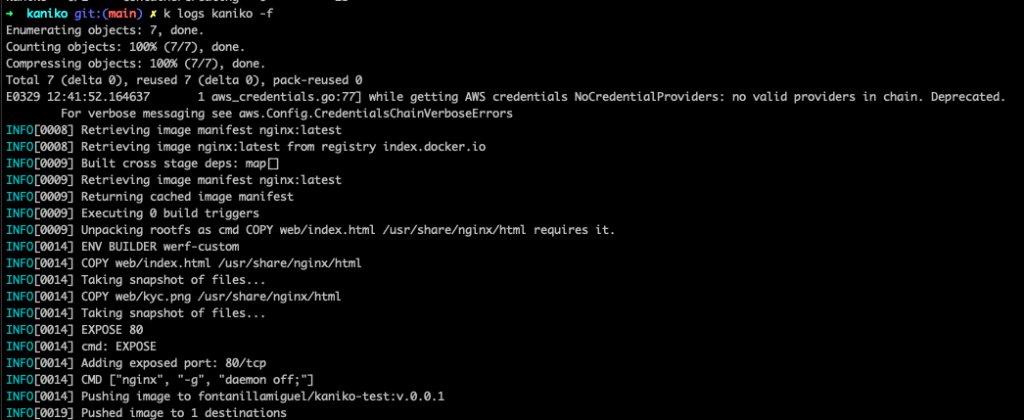 → kaniko git:(main) ✗ k logs kaniko -f
Enumerating objects: 7, done.
Counting objects: 100% (7/7), done.
Compressing objects: 100% (7/7), done.
Total 7 (delta 0), reused 7 (delta 0), pack-reused 0
E0329 12:41:52.164637       1 aws_credentials.go:77] while getting AWS credentials NoCredentialProviders: no valid providers in chain. Deprecated.
For verbose messaging see aws.Config.CredentialsChainVerboseErrors
INFO[0008] Retrieving image manifest nginx:latest
INFO[0008] Retrieving image nginx:latest from registry index.docker.io
INFO[0009] Built cross stage deps: map[]
INFO[0009] Retrieving image manifest nginx:latest
INFO[0009] Returning cached image manifest
INFO[0009] Executing 0 build triggers
INFO[0009] Unpacking rootfs as cmd COPY web/index.html /usr/share/nginx/html requires it.
INFO[0014] ENV BUILDER werf-custom
INFO[0014] COPY web/index.html /usr/share/nginx/html
INFO[0014] Taking snapshot of files...
INFO[0014] COPY web/kyc.png /usr/share/nginx/html
INFO[0014] Taking snapshot of files...
INFO[0014] EXPOSE 80
INFO[0014] cmd: EXPOSE
INFO[0014] Adding exposed port: 80/tcp
INFO[0014] CMD ["nginx", "-g", "daemon off;"]
INFO[0014] Pushing image to fontanillamiguel/kaniko-test:v.0.0.1
INFO[0019] Pushed image to 1 destinations